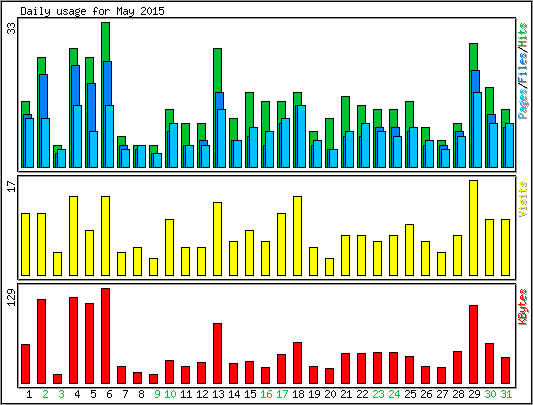 Daily usage for May 2015
33
Pages/Files/Hits
17
Visits
129
KBytes
1 2 3 4 5 6 7 8 9 10 11 12 13 14 15 16 17 18 19 20 21 22 23 24 25 26 27 28 29 30 31